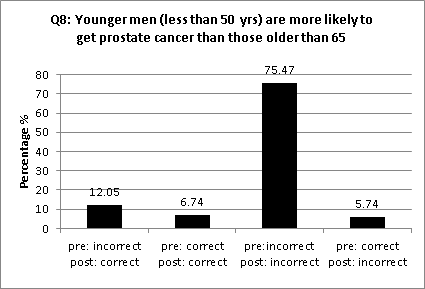 Q8: Younger men (less than 50 yrs) are more likely to
get prostate cancer than those older than 65
Percentage %
80
70
60
50
40
30
20
10
0
12.05
6.74
75.47
5.74
pre: incorrect
post: correct
pre: correct
post: correct
pre:incorrect
post: incorrect
pre: correct
post: incorrect